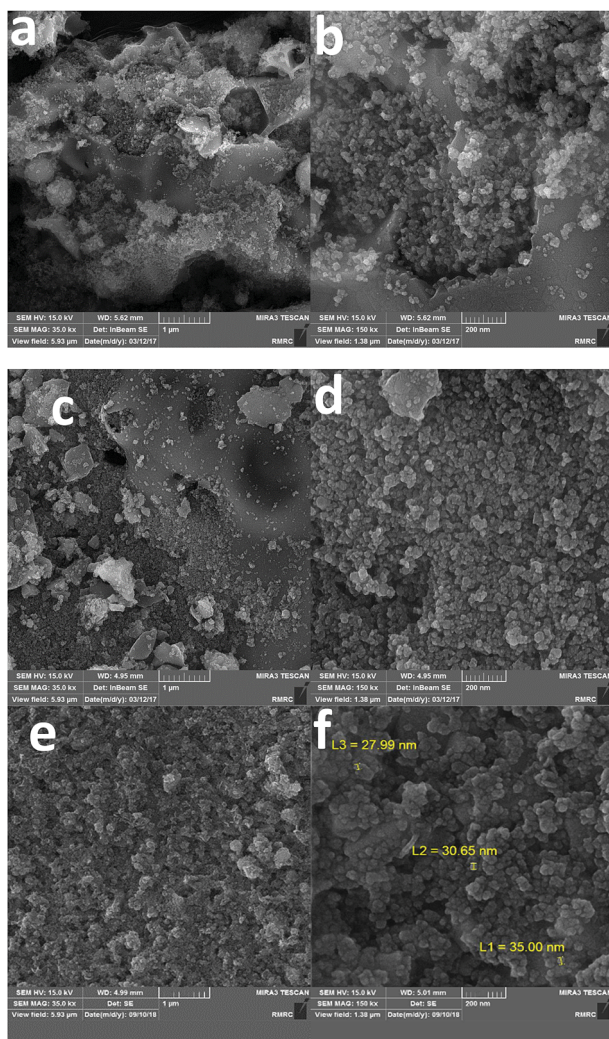 a
b
SEM HV: 15.0 kV WD: 5.62 mm MIRA3 TESCAN
SEM MAG: 35.0 kx Det: InBeam SE 1 µm
View field: 5.93 µm Date(m/d/y): 03/12/17 RMRC
SEM HV: 15.0 kV WD: 5.62 mm MIRA3 TESCAN
SEM MAG: 150 kx Det: InBeam SE 200 nm
View field: 1.38 µm Date(m/d/y): 03/12/17 RMRC
c
d
SEM HV: 15.0 kV WD: 4.95 mm MIRA3 TESCAN
SEM MAG: 35.0 kx Det: InBeam SE 1 µm
View field: 5.93 µm Date(m/d/y): 03/12/17 RMRC
SEM HV: 15.0 kV WD: 4.95 mm MIRA3 TESCAN
SEM MAG: 150 kx Det: InBeam SE 200 nm
View field: 1.38 µm Date(m/d/y): 03/12/17 RMRC
e
f
L3 = 27.99 nm
L2 = 30.65 nm
L1 = 35.00 nm
SEM HV: 15.0 kV WD: 4.99 mm MIRA3 TESCAN
SEM MAG: 35.0 kx Det: SE 1 µm
View field: 5.93 µm Date(m/d/y): 09/10/18 RMRC
SEM HV: 15.0 kV WD: 5.01 mm MIRA3 TESCAN
SEM MAG: 150 kx Det: SE 200 nm
View field: 1.38 µm Date(m/d/y): 09/10/18 RMRC